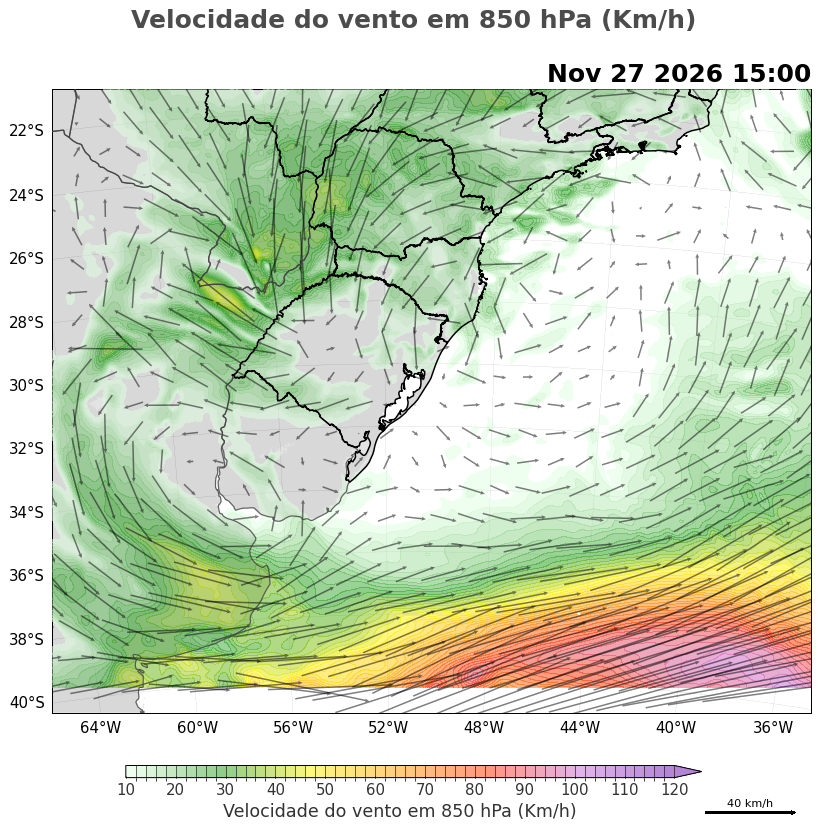 Velocidade do vento em 850 hPa (Km/h)
Nov 27 2026 15:00
22°S
24°S
26°S
28°S
30°S
32°S
34°S
36°S
38°S
40°S
64°W 60°W 56°W 52°W 48°W 44°W 40°W 36°W
10 20 30 40 50 60 70 80 90 100 110 120
Velocidade do vento em 850 hPa (Km/h)
40 km/h